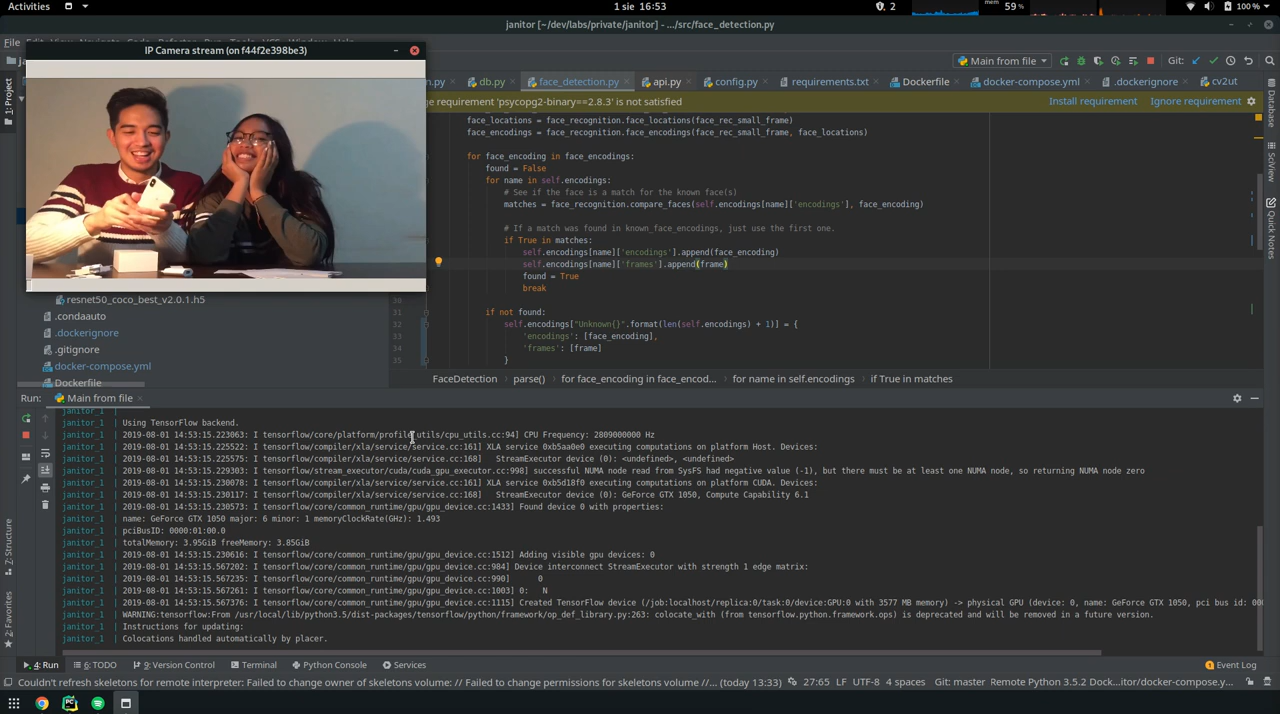 Activities
1 sie 16:53
2
mem
59 %
100 %
janitor [~/dev/labs/private/janitor] - .../src/face_detection.py
File
IP Camera stream (on f44f2e398be3)
Main from file
Git:
1: Project
n.py
db.py
face_detection.py
api.py
config.py
requirements.txt
Dockerfile
docker-compose.yml
.dockerignore
cv2ut
ge requirement 'psycopg2-binary==2.8.3' is not satisfied
Install requirement
Ignore requirement
face_locations = face_recognition.face_locations(face_rec_small_frame)
face_encodings = face_recognition.face_encodings(face_rec_small_frame, face_locations)
for face_encoding in face_encodings:
found = False
for name in self.encodings:
# See if the face is a match for the known face(s)
matches = face_recognition.compare_faces(self.encodings[name]['encodings'], face_encoding)
# If a match was found in known_face_encodings, just use the first one.
if True in matches:
self.encodings[name]['encodings'].append(face_encoding)
self.encodings[name]['frames'].append(frame)
found = True
break
30
31 if not found:
32 self.encodings["Unknown{}".format(len(self.encodings) + 1)] = {
33 'encodings': [face_encoding],
34 'frames': [frame]
35 }
Database
SciView
Quick Notes
resnet50_coco_best_v2.0.1.h5
.condaauto
.dockerignore
.gitignore
docker-compose.yml
Dockerfile
FaceDetection
parse()
for face_encoding in face_encod...
for name in self.encodings
if True in matches
Run:
Main from file
janitor_1 |
janitor_1 | Using TensorFlow backend.
janitor_1 | 2019-08-01 14:53:15.223063: I tensorflow/core/platform/profile_utils/cpu_utils.cc:94] CPU Frequency: 2809000000 Hz
janitor_1 | 2019-08-01 14:53:15.225522: I tensorflow/compiler/xla/service/service.cc:161] XLA service 0xb5aa0e0 executing computations on platform Host. Devices:
janitor_1 | 2019-08-01 14:53:15.225575: I tensorflow/compiler/xla/service/service.cc:168] StreamExecutor device (0): <undefined>, <undefined>
janitor_1 | 2019-08-01 14:53:15.229303: I tensorflow/stream_executor/cuda/cuda_gpu_executor.cc:998] successful NUMA node read from SysFS had negative value (-1), but there must be at least one NUMA node, so returning NUMA node zero
janitor_1 | 2019-08-01 14:53:15.230078: I tensorflow/compiler/xla/service/service.cc:161] XLA service 0xb5d18f0 executing computations on platform CUDA. Devices:
janitor_1 | 2019-08-01 14:53:15.230117: I tensorflow/compiler/xla/service/service.cc:168] StreamExecutor device (0): GeForce GTX 1050, Compute Capability 6.1
janitor_1 | 2019-08-01 14:53:15.230573: I tensorflow/core/common_runtime/gpu/gpu_device.cc:1433] Found device 0 with properties:
janitor_1 | name: GeForce GTX 1050 major: 6 minor: 1 memoryClockRate(GHz): 1.493
janitor_1 | pciBusID: 0000:01:00.0
janitor_1 | totalMemory: 3.95GiB freeMemory: 3.85GiB
janitor_1 | 2019-08-01 14:53:15.230616: I tensorflow/core/common_runtime/gpu/gpu_device.cc:1512] Adding visible gpu devices: 0
janitor_1 | 2019-08-01 14:53:15.567202: I tensorflow/core/common_runtime/gpu/gpu_device.cc:984] Device interconnect StreamExecutor with strength 1 edge matrix:
janitor_1 | 2019-08-01 14:53:15.567235: I tensorflow/core/common_runtime/gpu/gpu_device.cc:990] 0
janitor_1 | 2019-08-01 14:53:15.567261: I tensorflow/core/common_runtime/gpu/gpu_device.cc:1003] 0: N
janitor_1 | 2019-08-01 14:53:15.567376: I tensorflow/core/common_runtime/gpu/gpu_device.cc:1115] Created TensorFlow device (/job:localhost/replica:0/task:0/device:GPU:0 with 3577 MB memory) -> physical GPU (device: 0, name: GeForce GTX 1050, pci bus id: 000
janitor_1 | WARNING:tensorflow:From /usr/local/lib/python3.5/dist-packages/tensorflow/python/framework/op_def_library.py:263: colocate_with (from tensorflow.python.framework.ops) is deprecated and will be removed in a future version.
janitor_1 | Instructions for updating:
janitor_1 | Colocations handled automatically by placer.
7: Structure
2: Favorites
4: Run
6: TODO
9: Version Control
Terminal
Python Console
Services
1 Event Log
Couldn't refresh skeletons for remote interpreter: Failed to change owner of skeletons volume: // Failed to change permissions for skeletons volume //... (today 13:33)
27:65 LF UTF-8 4 spaces Git: master Remote Python 3.5.2 Dock...itor/docker-compose.y...